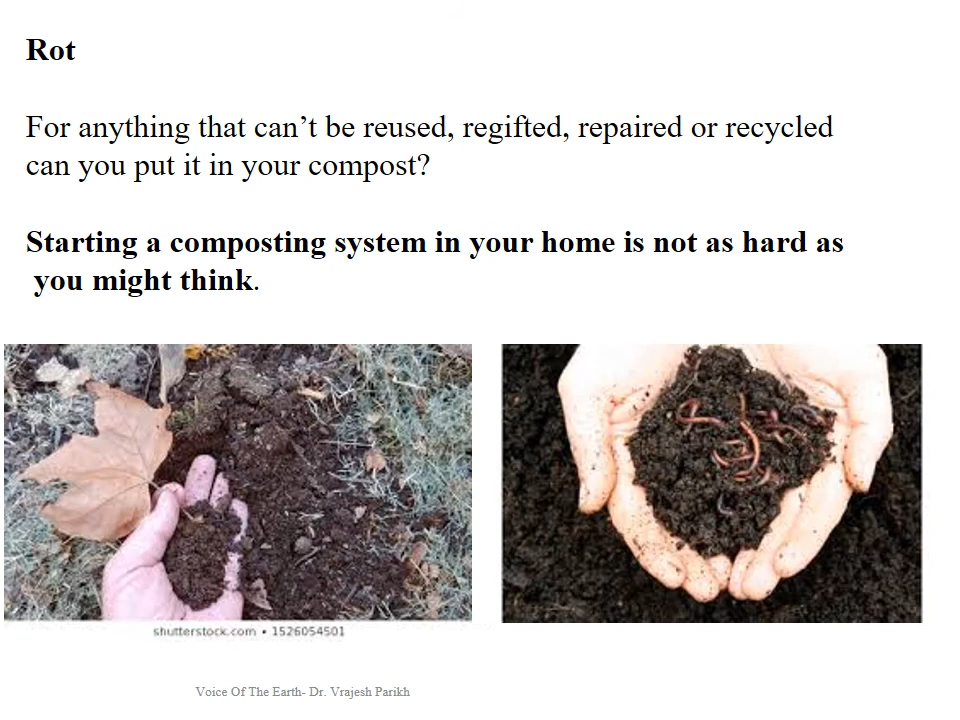 Rot
For anything that can’t be reused, regifted, repaired or recycled
can you put it in your compost?
Starting a composting system in your home is not as hard as
you might think.
shutterstock.com • 1526054501
Voice Of The Earth- Dr. Vrajesh Parikh